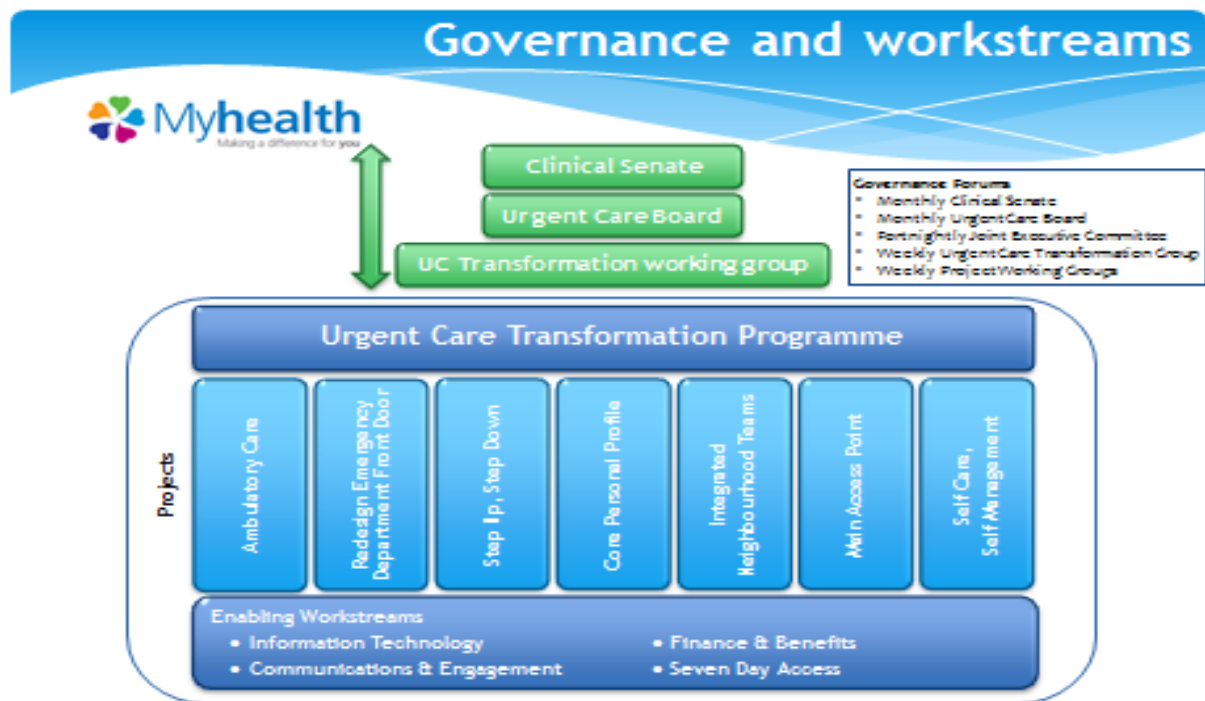 Governance and workstreams
Myhealth
Making a difference for you
Clinical Senate
Urgent Care Board
UC Transformation working group
Governance Forums
• Monthly Clinical Senate
• Monthly Urgent Care Board
• Fortnightly Joint Executive Committee
• Weekly Urgent Care Transformation Group
• Weekly Project Working Groups
Urgent Care Transformation Programme
Projects
Ambulatory Care
Redesign Emergency
Department Front Door
Step Up, Step Down
Core Personal Profile
Integrated
Neighbourhood Teams
Main Access Point
Self Care,
Self Management
Enabling Workstreams
• Information Technology
• Communications & Engagement
• Finance & Benefits
• Seven Day Access